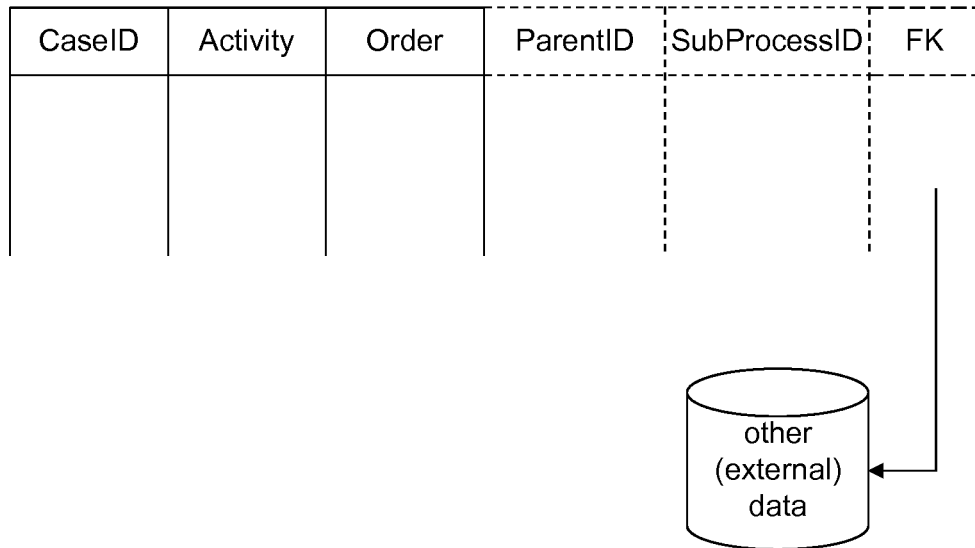 CaseID Activity Order ParentID SubProcessID FK
other
(external)
data